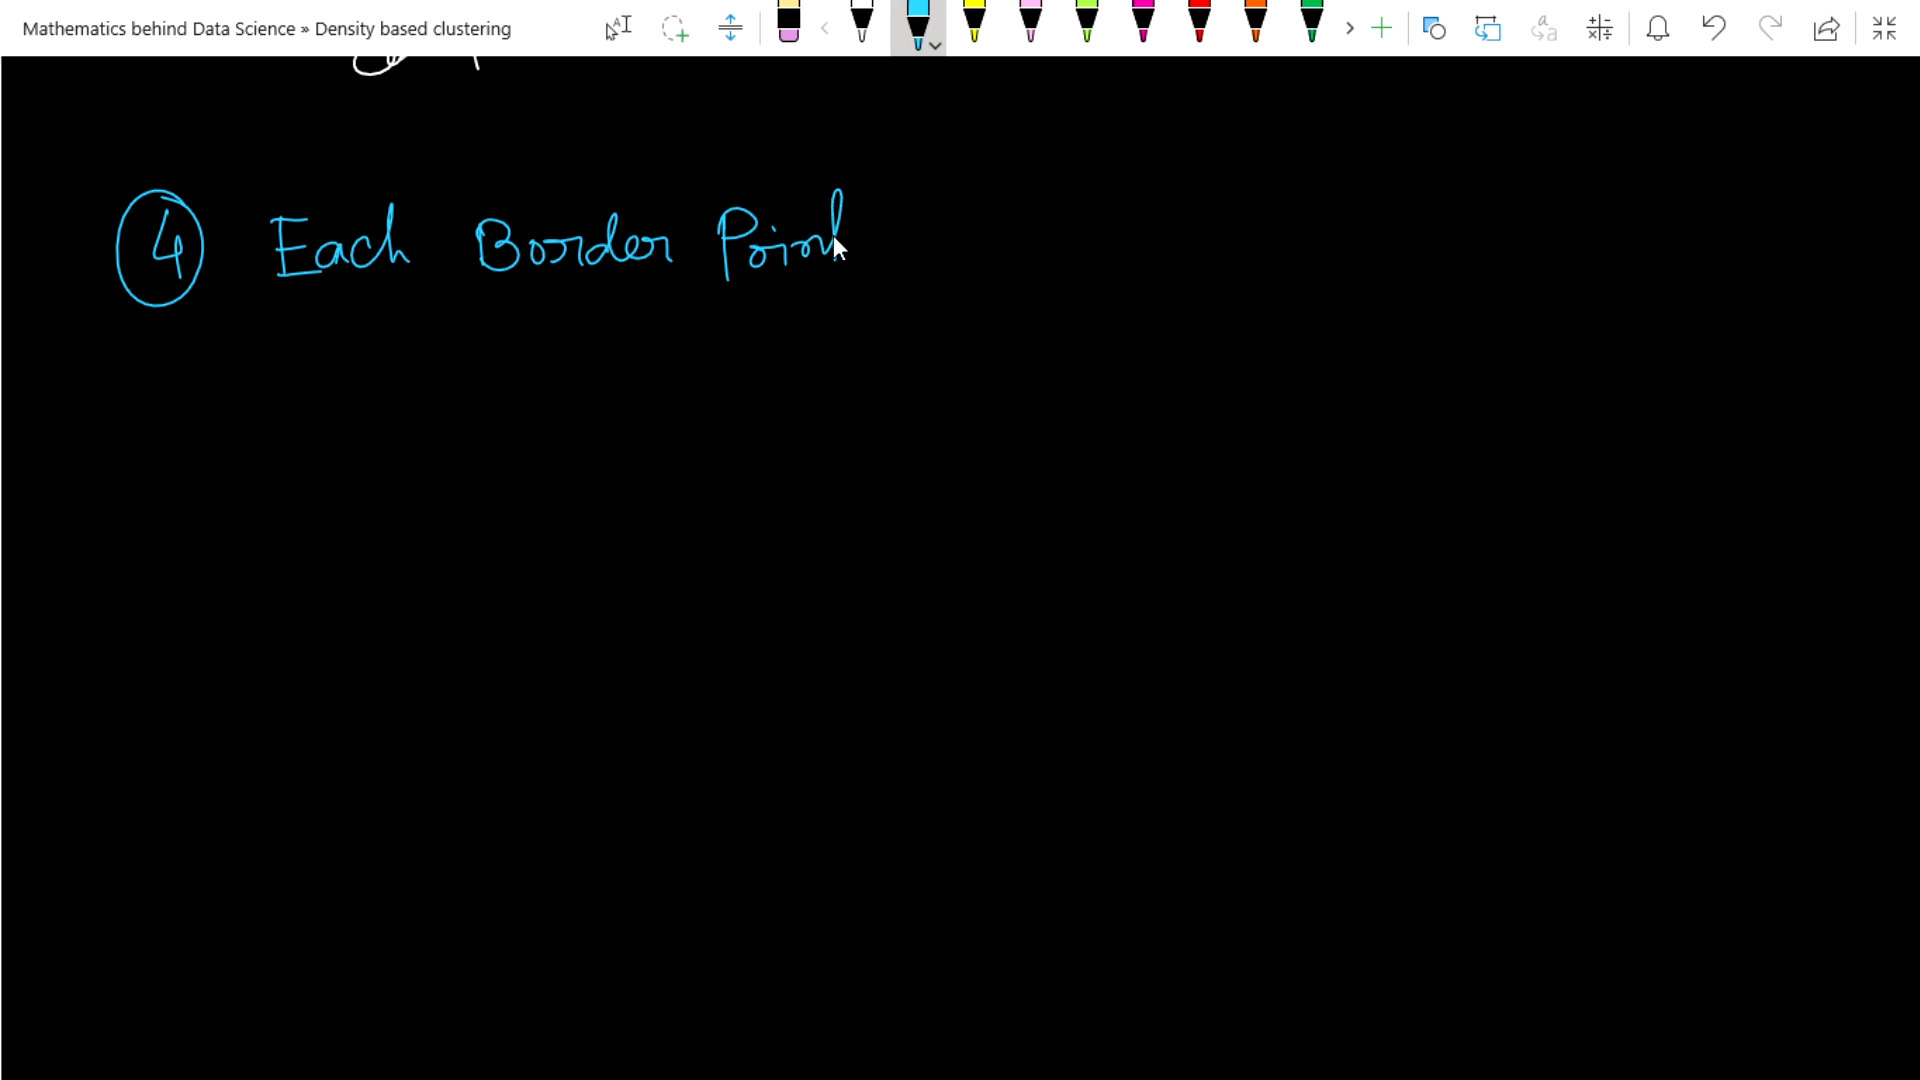 Mathematics behind Data Science » Density based clustering
④ Each Border Point